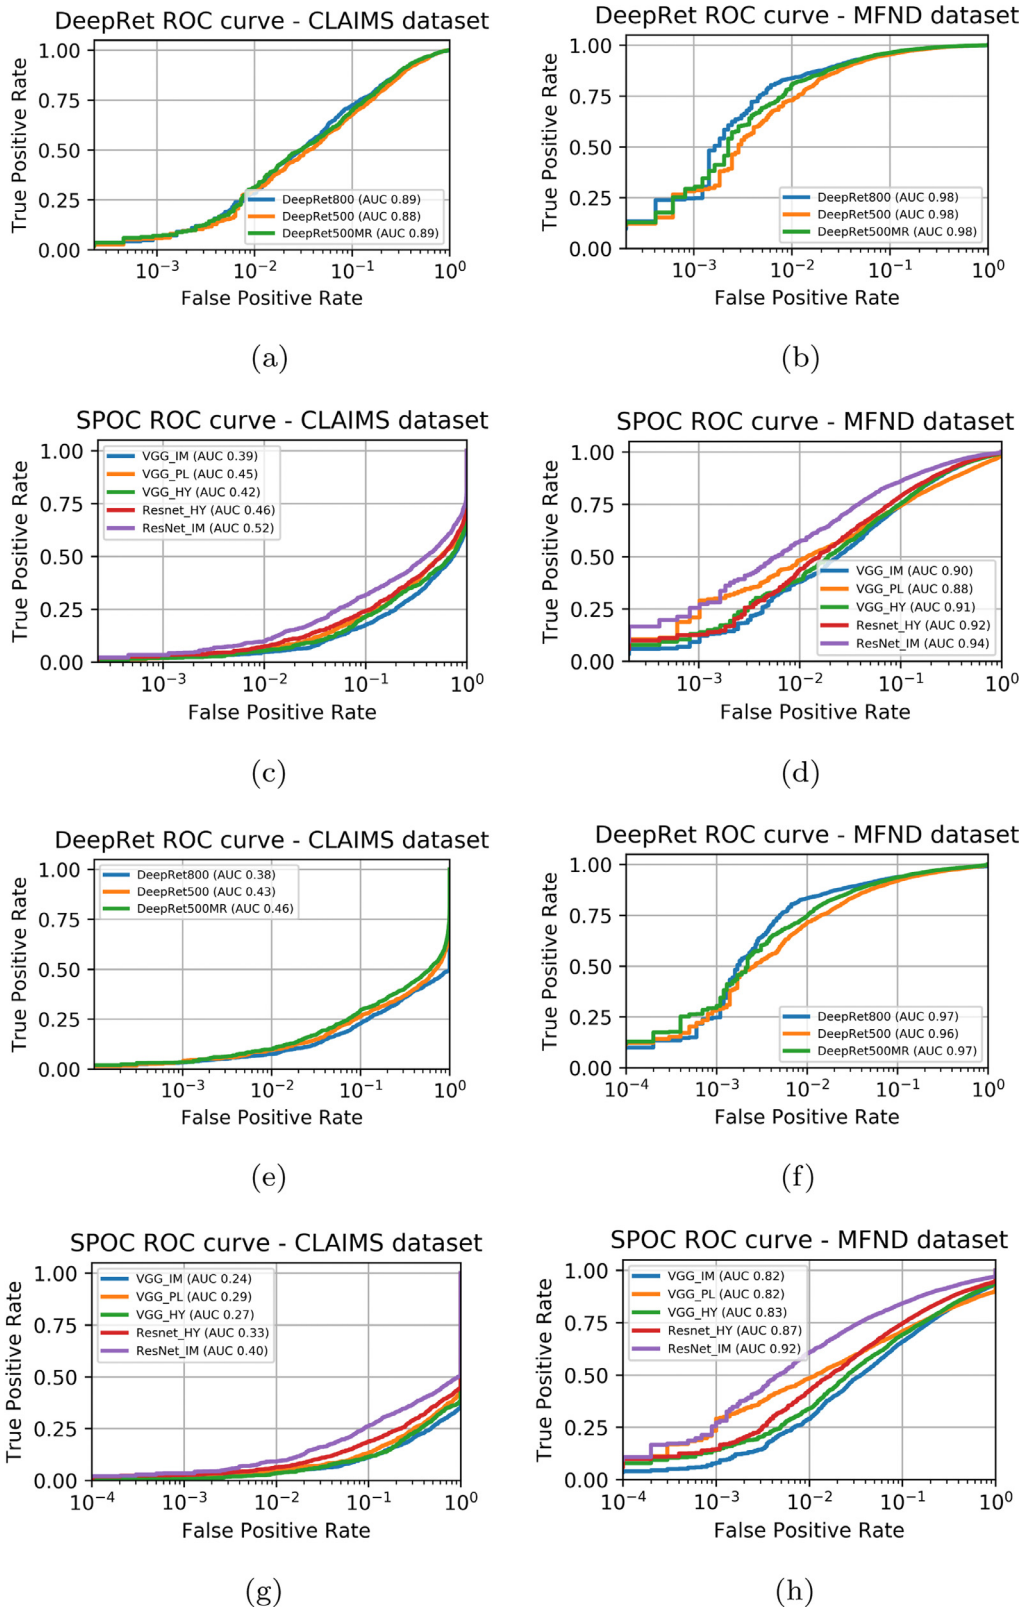 DeepRet ROC curve - CLAIMS dataset
True Positive Rate
1.00
0.75
0.50
0.25
0.00
DeepRet800 (AUC 0.89)
DeepRet500 (AUC 0.88)
DeepRet500MR (AUC 0.89)
10⁻³ 10⁻² 10⁻¹ 10⁰
False Positive Rate
(a)
DeepRet ROC curve - MFND dataset
True Positive Rate
1.00
0.75
0.50
0.25
0.00
DeepRet800 (AUC 0.98)
DeepRet500 (AUC 0.98)
DeepRet500MR (AUC 0.98)
10⁻³ 10⁻² 10⁻¹ 10⁰
False Positive Rate
(b)
SPOC ROC curve - CLAIMS dataset
True Positive Rate
1.00
0.75
0.50
0.25
0.00
VGG_IM (AUC 0.39)
VGG_PL (AUC 0.45)
VGG_HY (AUC 0.42)
Resnet_HY (AUC 0.46)
ResNet_IM (AUC 0.52)
10⁻³ 10⁻² 10⁻¹ 10⁰
False Positive Rate
(c)
SPOC ROC curve - MFND dataset
True Positive Rate
1.00
0.75
0.50
0.25
0.00
VGG_IM (AUC 0.90)
VGG_PL (AUC 0.88)
VGG_HY (AUC 0.91)
Resnet_HY (AUC 0.92)
ResNet_IM (AUC 0.94)
10⁻³ 10⁻² 10⁻¹ 10⁰
False Positive Rate
(d)
DeepRet ROC curve - CLAIMS dataset
True Positive Rate
1.00
0.75
0.50
0.25
0.00
DeepRet800 (AUC 0.38)
DeepRet500 (AUC 0.43)
DeepRet500MR (AUC 0.46)
10⁻³ 10⁻² 10⁻¹ 10⁰
False Positive Rate
(e)
DeepRet ROC curve - MFND dataset
True Positive Rate
1.00
0.75
0.50
0.25
0.00
DeepRet800 (AUC 0.97)
DeepRet500 (AUC 0.96)
DeepRet500MR (AUC 0.97)
10⁻⁴ 10⁻³ 10⁻² 10⁻¹ 10⁰
False Positive Rate
(f)
SPOC ROC curve - CLAIMS dataset
True Positive Rate
1.00
0.75
0.50
0.25
0.00
VGG_IM (AUC 0.24)
VGG_PL (AUC 0.29)
VGG_HY (AUC 0.27)
Resnet_HY (AUC 0.33)
ResNet_IM (AUC 0.40)
10⁻⁴ 10⁻³ 10⁻² 10⁻¹ 10⁰
False Positive Rate
(g)
SPOC ROC curve - MFND dataset
True Positive Rate
1.00
0.75
0.50
0.25
0.00
VGG_IM (AUC 0.82)
VGG_PL (AUC 0.82)
VGG_HY (AUC 0.83)
Resnet_HY (AUC 0.87)
ResNet_IM (AUC 0.92)
10⁻⁴ 10⁻³ 10⁻² 10⁻¹ 10⁰
False Positive Rate
(h)